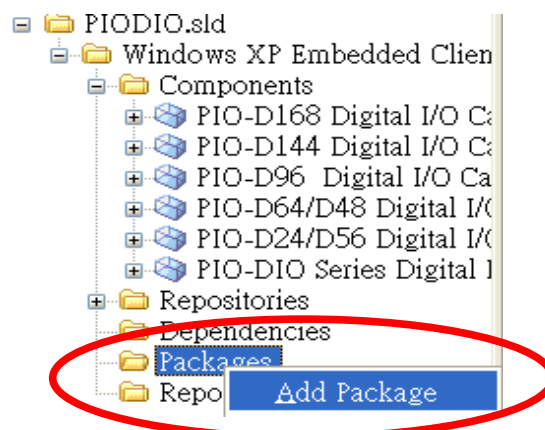 PIODIO.sld
Windows XP Embedded Clien
Components
PIO-D168 Digital I/O Ca
PIO-D144 Digital I/O Ca
PIO-D96 Digital I/O Ca
PIO-D64/D48 Digital I/O
PIO-D24/D56 Digital I/O
PIO-DIO Series Digital I
Repositories
Dependencies
Packages
Repo
Add Package